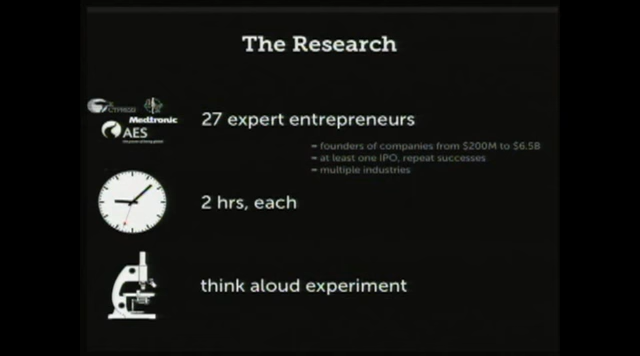 The Research
Medtronic
AES
27 expert entrepreneurs
= founders of companies from $200M to $6.5B
= at least one IPO, repeat successes
= multiple industries
2 hrs, each
think aloud experiment